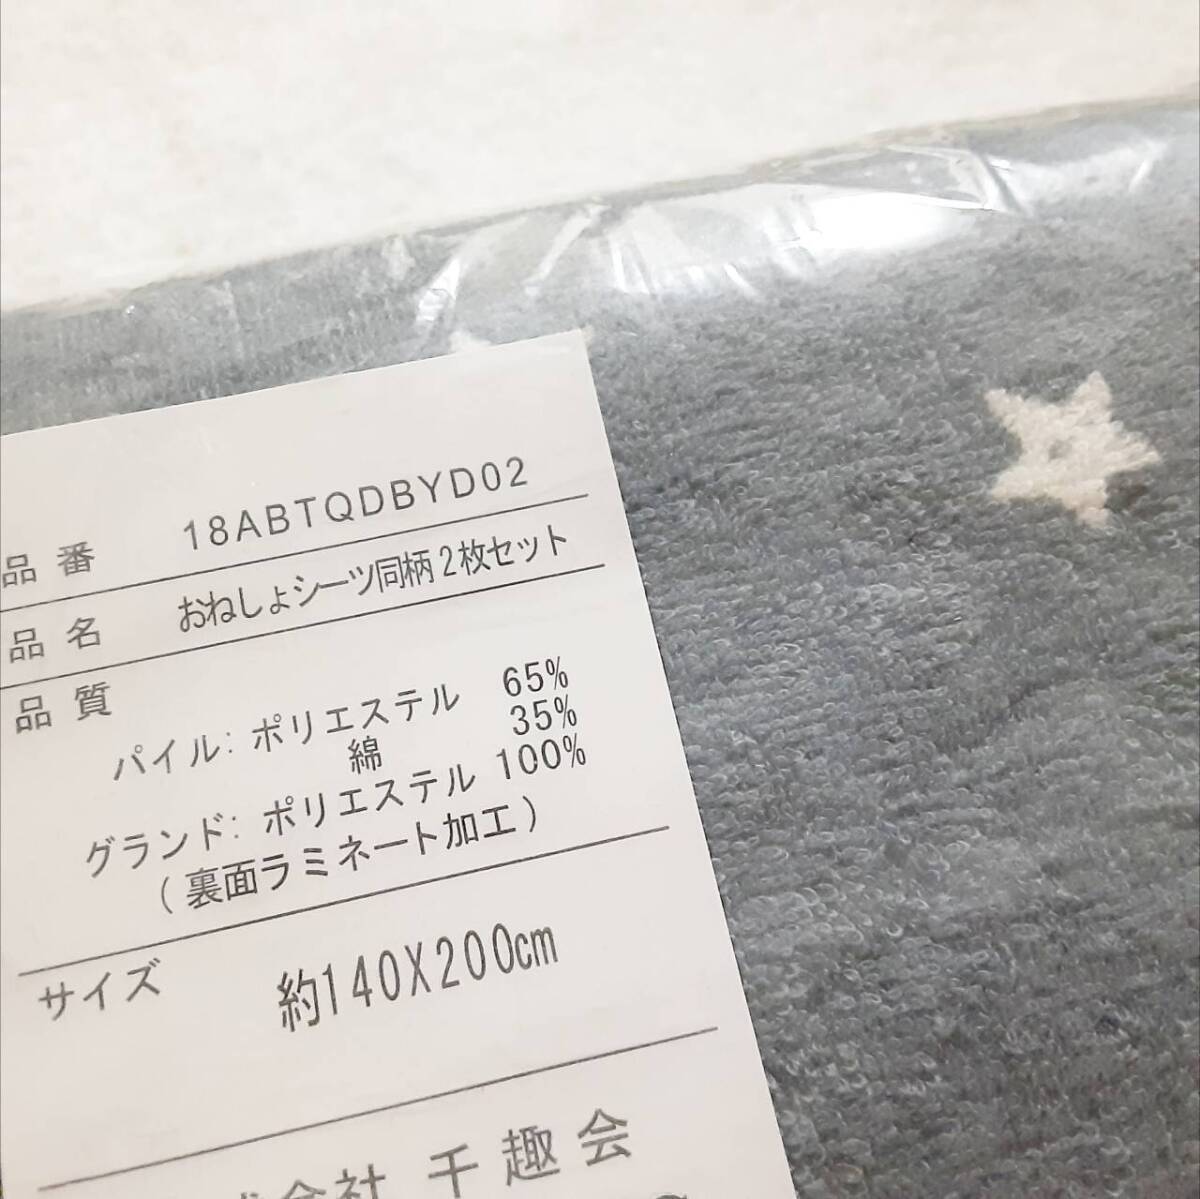 品番 18ABTQDBYD02
品名 おねしょシーツ同柄2枚セット
品質
パイル: ポリエステル 65%
綿 35%
グランド: ポリエステル 100%
(裏面ラミネート加工)
サイズ 約140X200cm
会社 千趣会